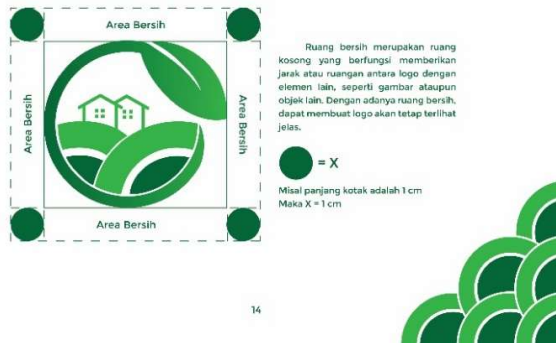 Area Bersih
Area Bersih
Area Bersih
Area Bersih
Ruang bersih merupakan ruang
kosong yang berfungsi memberikan
jarak atau ruangan antara logo dengan
elemen lain, seperti gambar ataupun
objek lain. Dengan adanya ruang bersih,
dapat membuat logo akan tetap terlihat
jelas.
= X
Misal panjang kotak adalah 1 cm
Maka X = 1 cm
14